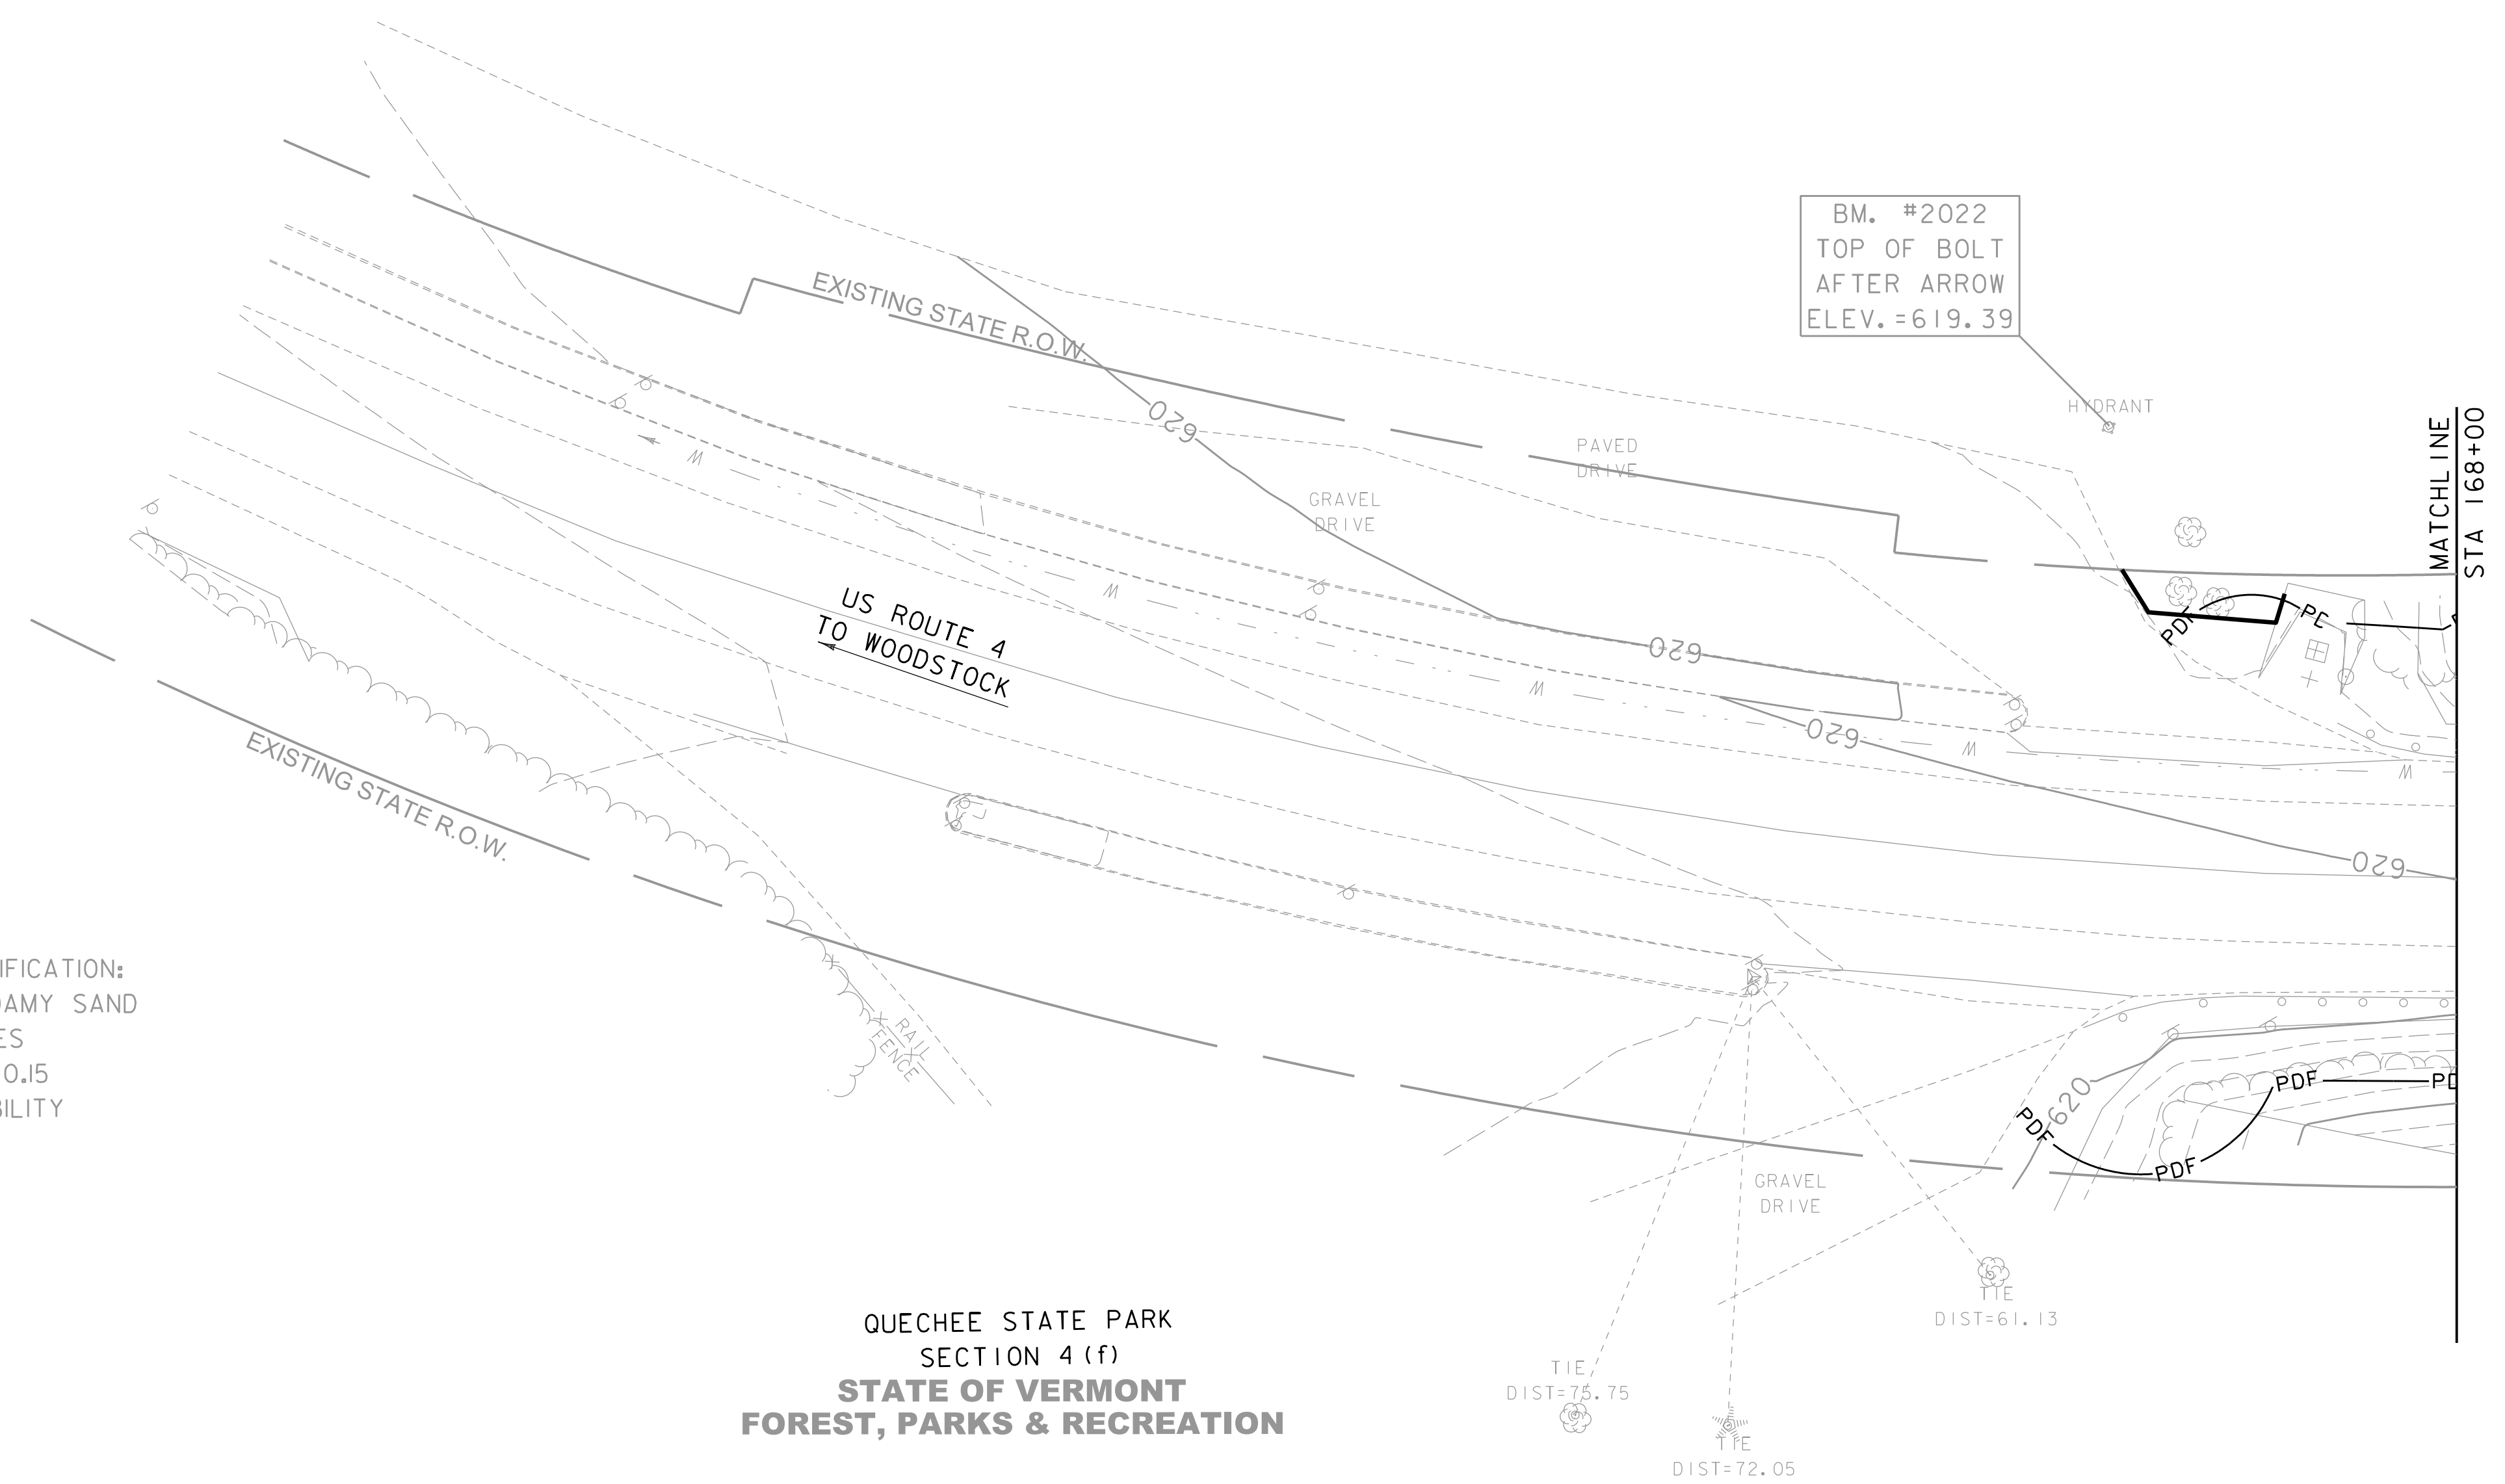 BM. #2022
TOP OF BOLT
AFTER ARROW
ELEV.=619.39
EXISTING STATE R.O.W.
HYDRANT
MATCHLINE
STA 168+00
620
PAVED
DRIVE
GRAVEL
DRIVE
W
W
W
W
W
US ROUTE 4
TO WOODSTOCK
620
620
620
PDF
EXISTING STATE R.O.W.
IFICATION:
AMY SAND
ES
0.15
BILITY
RAIL
FENCE
X
X
X
620
PDF
PDF
PDF
PD
GRAVEL
DRIVE
TIE
DIST=61.13
TIE
DIST=75.75
TIE
DIST=72.05
QUECHEE STATE PARK
SECTION 4(f)
STATE OF VERMONT
FOREST, PARKS & RECREATION